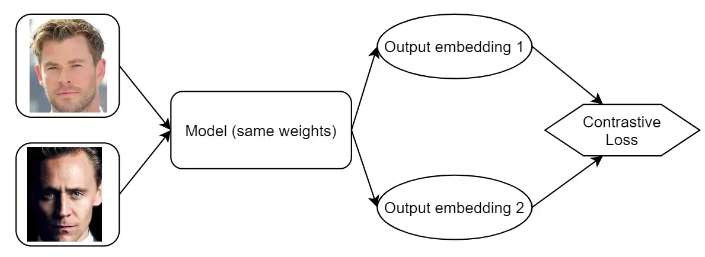 Output embedding 1
Model (same weights)
Contrastive
Loss
Output embedding 2